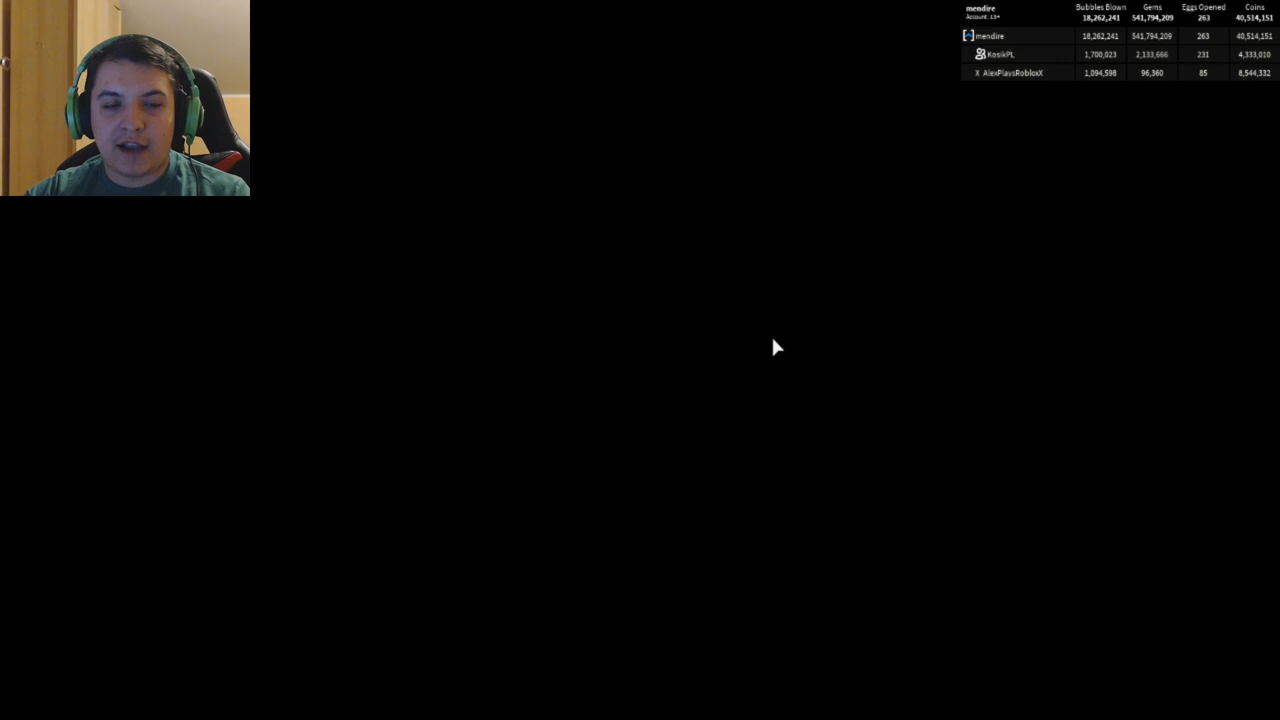 mendire Bubbles Blown Gems Eggs Opened Coins
Account: 13+ 18,262,241 541,794,209 263 40,514,151
mendire 18,262,241 541,794,209 263 40,514,151
KosikPL 1,700,023 2,133,666 231 4,333,010
X AlexPlaysRobloxX 1,094,598 96,360 85 8,544,332